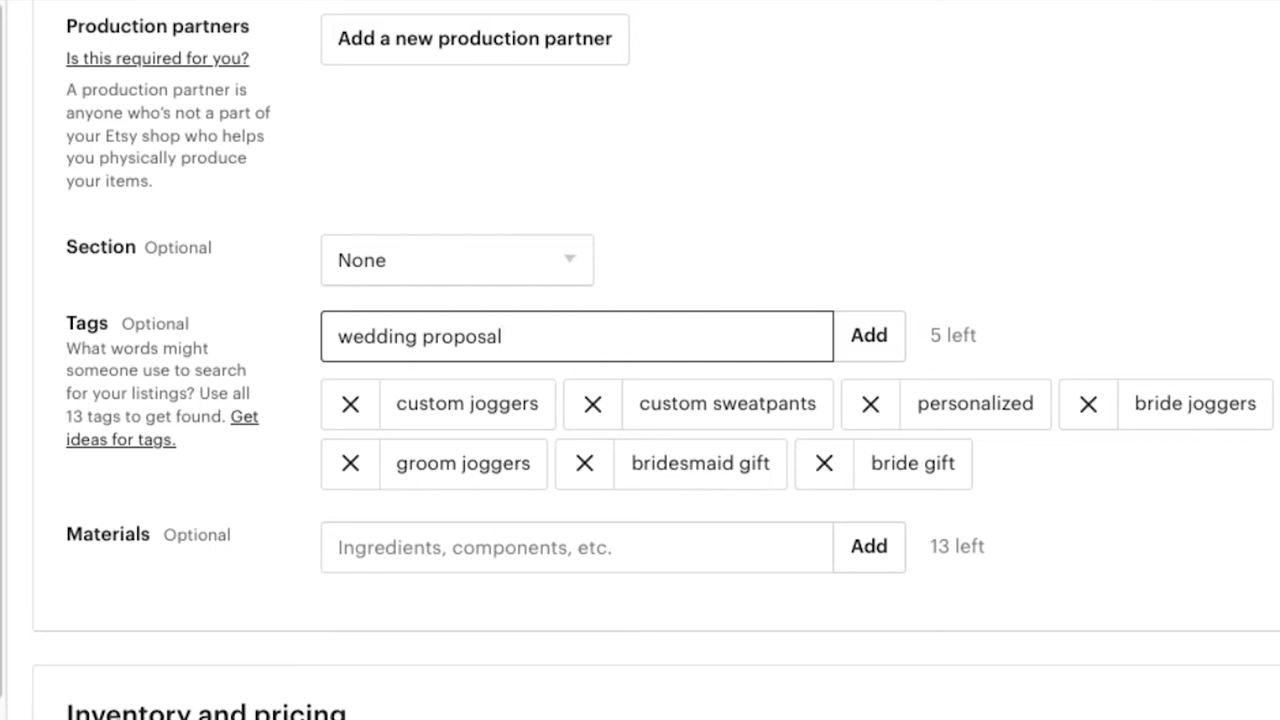 Production partners
Add a new production partner
Is this required for you?
A production partner is
anyone who's not a part of
your Etsy shop who helps
you physically produce
your items.
Section Optional
None
Tags Optional
wedding proposal
Add
5 left
What words might
someone use to search
for your listings? Use all
13 tags to get found. Get
ideas for tags.
custom joggers
custom sweatpants
personalized
bride joggers
groom joggers
bridesmaid gift
bride gift
Materials Optional
Ingredients, components, etc.
Add
13 left
Inventory and pricing